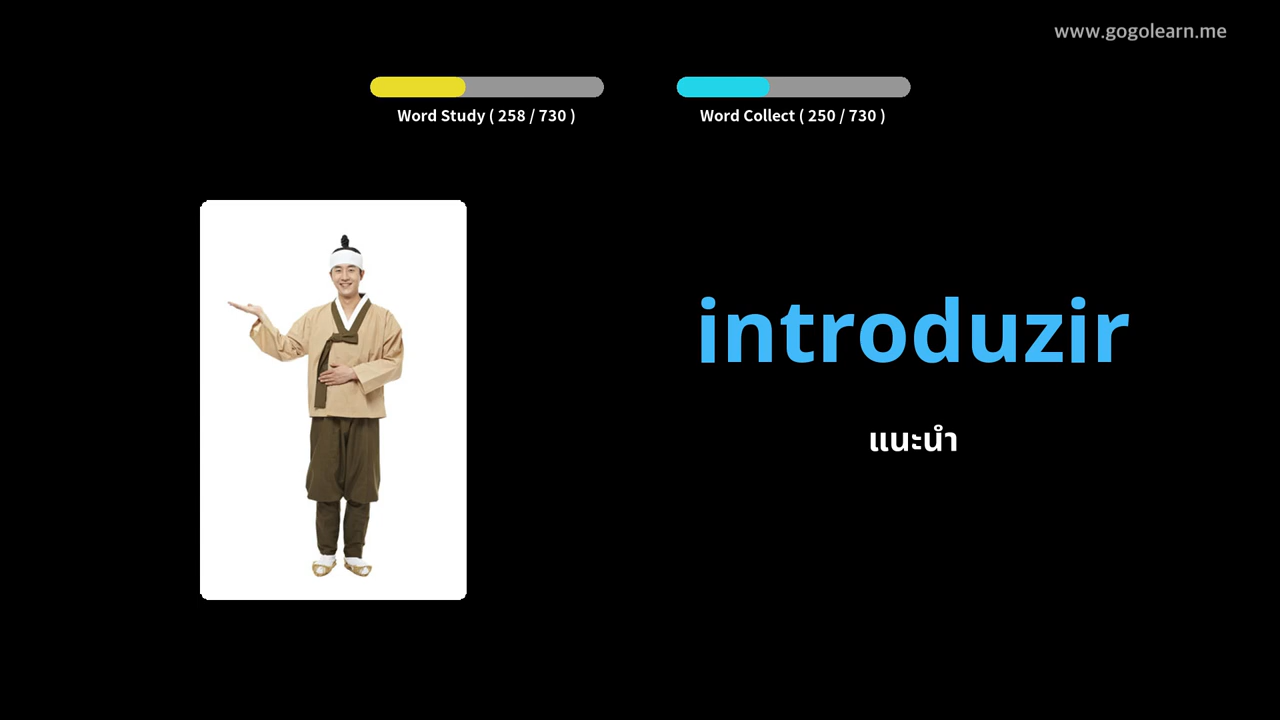 www.gogolearn.me
Word Study ( 258 / 730 )
Word Collect ( 250 / 730 )
introduzir
แนะนำ